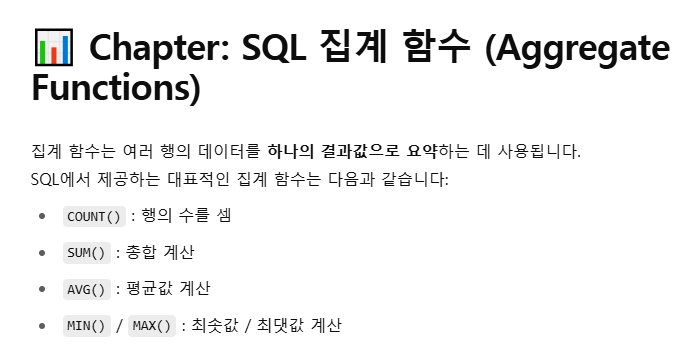 📊 Chapter: SQL 집계 함수 (Aggregate
Functions)
집계 함수는 여러 행의 데이터를 하나의 결과값으로 요약하는 데 사용됩니다.
SQL에서 제공하는 대표적인 집계 함수는 다음과 같습니다:
• COUNT() : 행의 수를 셈
• SUM() : 총합 계산
• AVG() : 평균값 계산
• MIN() / MAX() : 최솟값 / 최댓값 계산